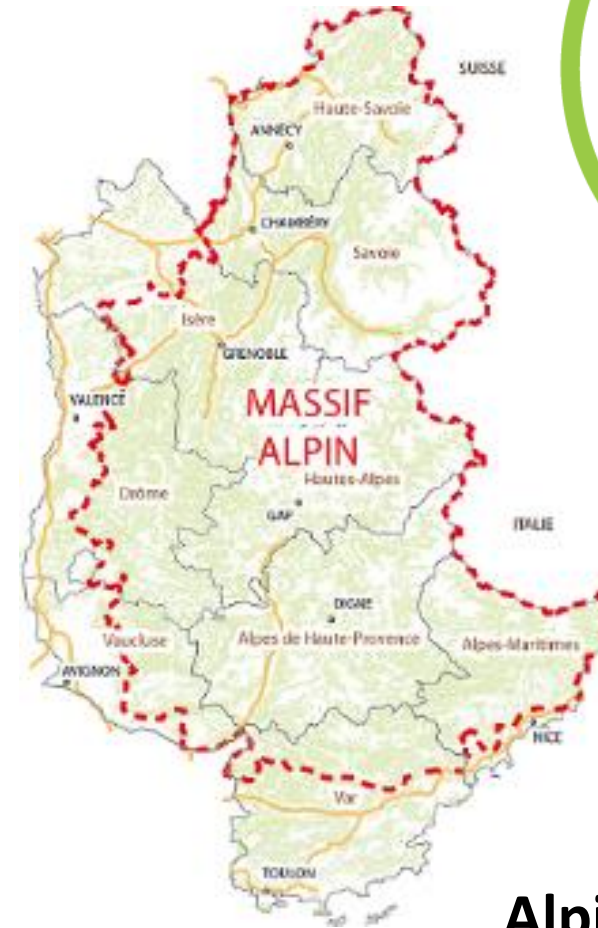 SUISSE
Haute-Savoie
ANNECY
CHAMBÉRY
Savoie
Isère
GRENOBLE
VALENCE
MASSIF
ALPIN
Hautes-Alpes
Drôme
GAP
ITALIE
DIGNE
Vaucluse
Alpes de Haute-Provence
Alpes-Maritimes
AVIGNON
NICE
Var
TOULON
Alpi